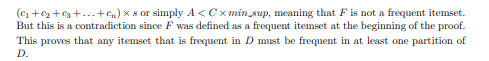 (c₁ + c₂ + c₃ + . . . + cₙ) × s or simply A < C × min_sup, meaning that F is not a frequent itemset.
But this is a contradiction since F was defined as a frequent itemset at the beginning of the proof.
This proves that any itemset that is frequent in D must be frequent in at least one partition of
D.